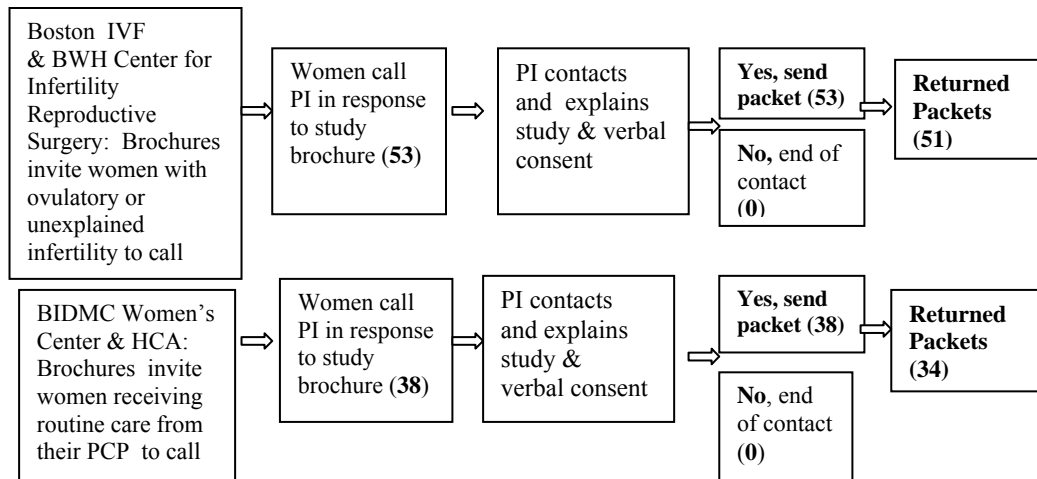 Boston IVF
& BWH Center for
Infertility
Reproductive
Surgery: Brochures
invite women with
ovulatory or
unexplained
infertility to call
Women call
PI in response
to study
brochure (53)
PI contacts
and explains
study & verbal
consent
Yes, send
packet (53)
No, end of
contact
(0)
Returned
Packets
(51)
BIDMC Women’s
Center & HCA:
Brochures invite
women receiving
routine care from
their PCP to call
Women call
PI in response
to study
brochure (38)
PI contacts
and explains
study &
verbal consent
Yes, send
packet (38)
No, end
of contact
(0)
Returned
Packets
(34)